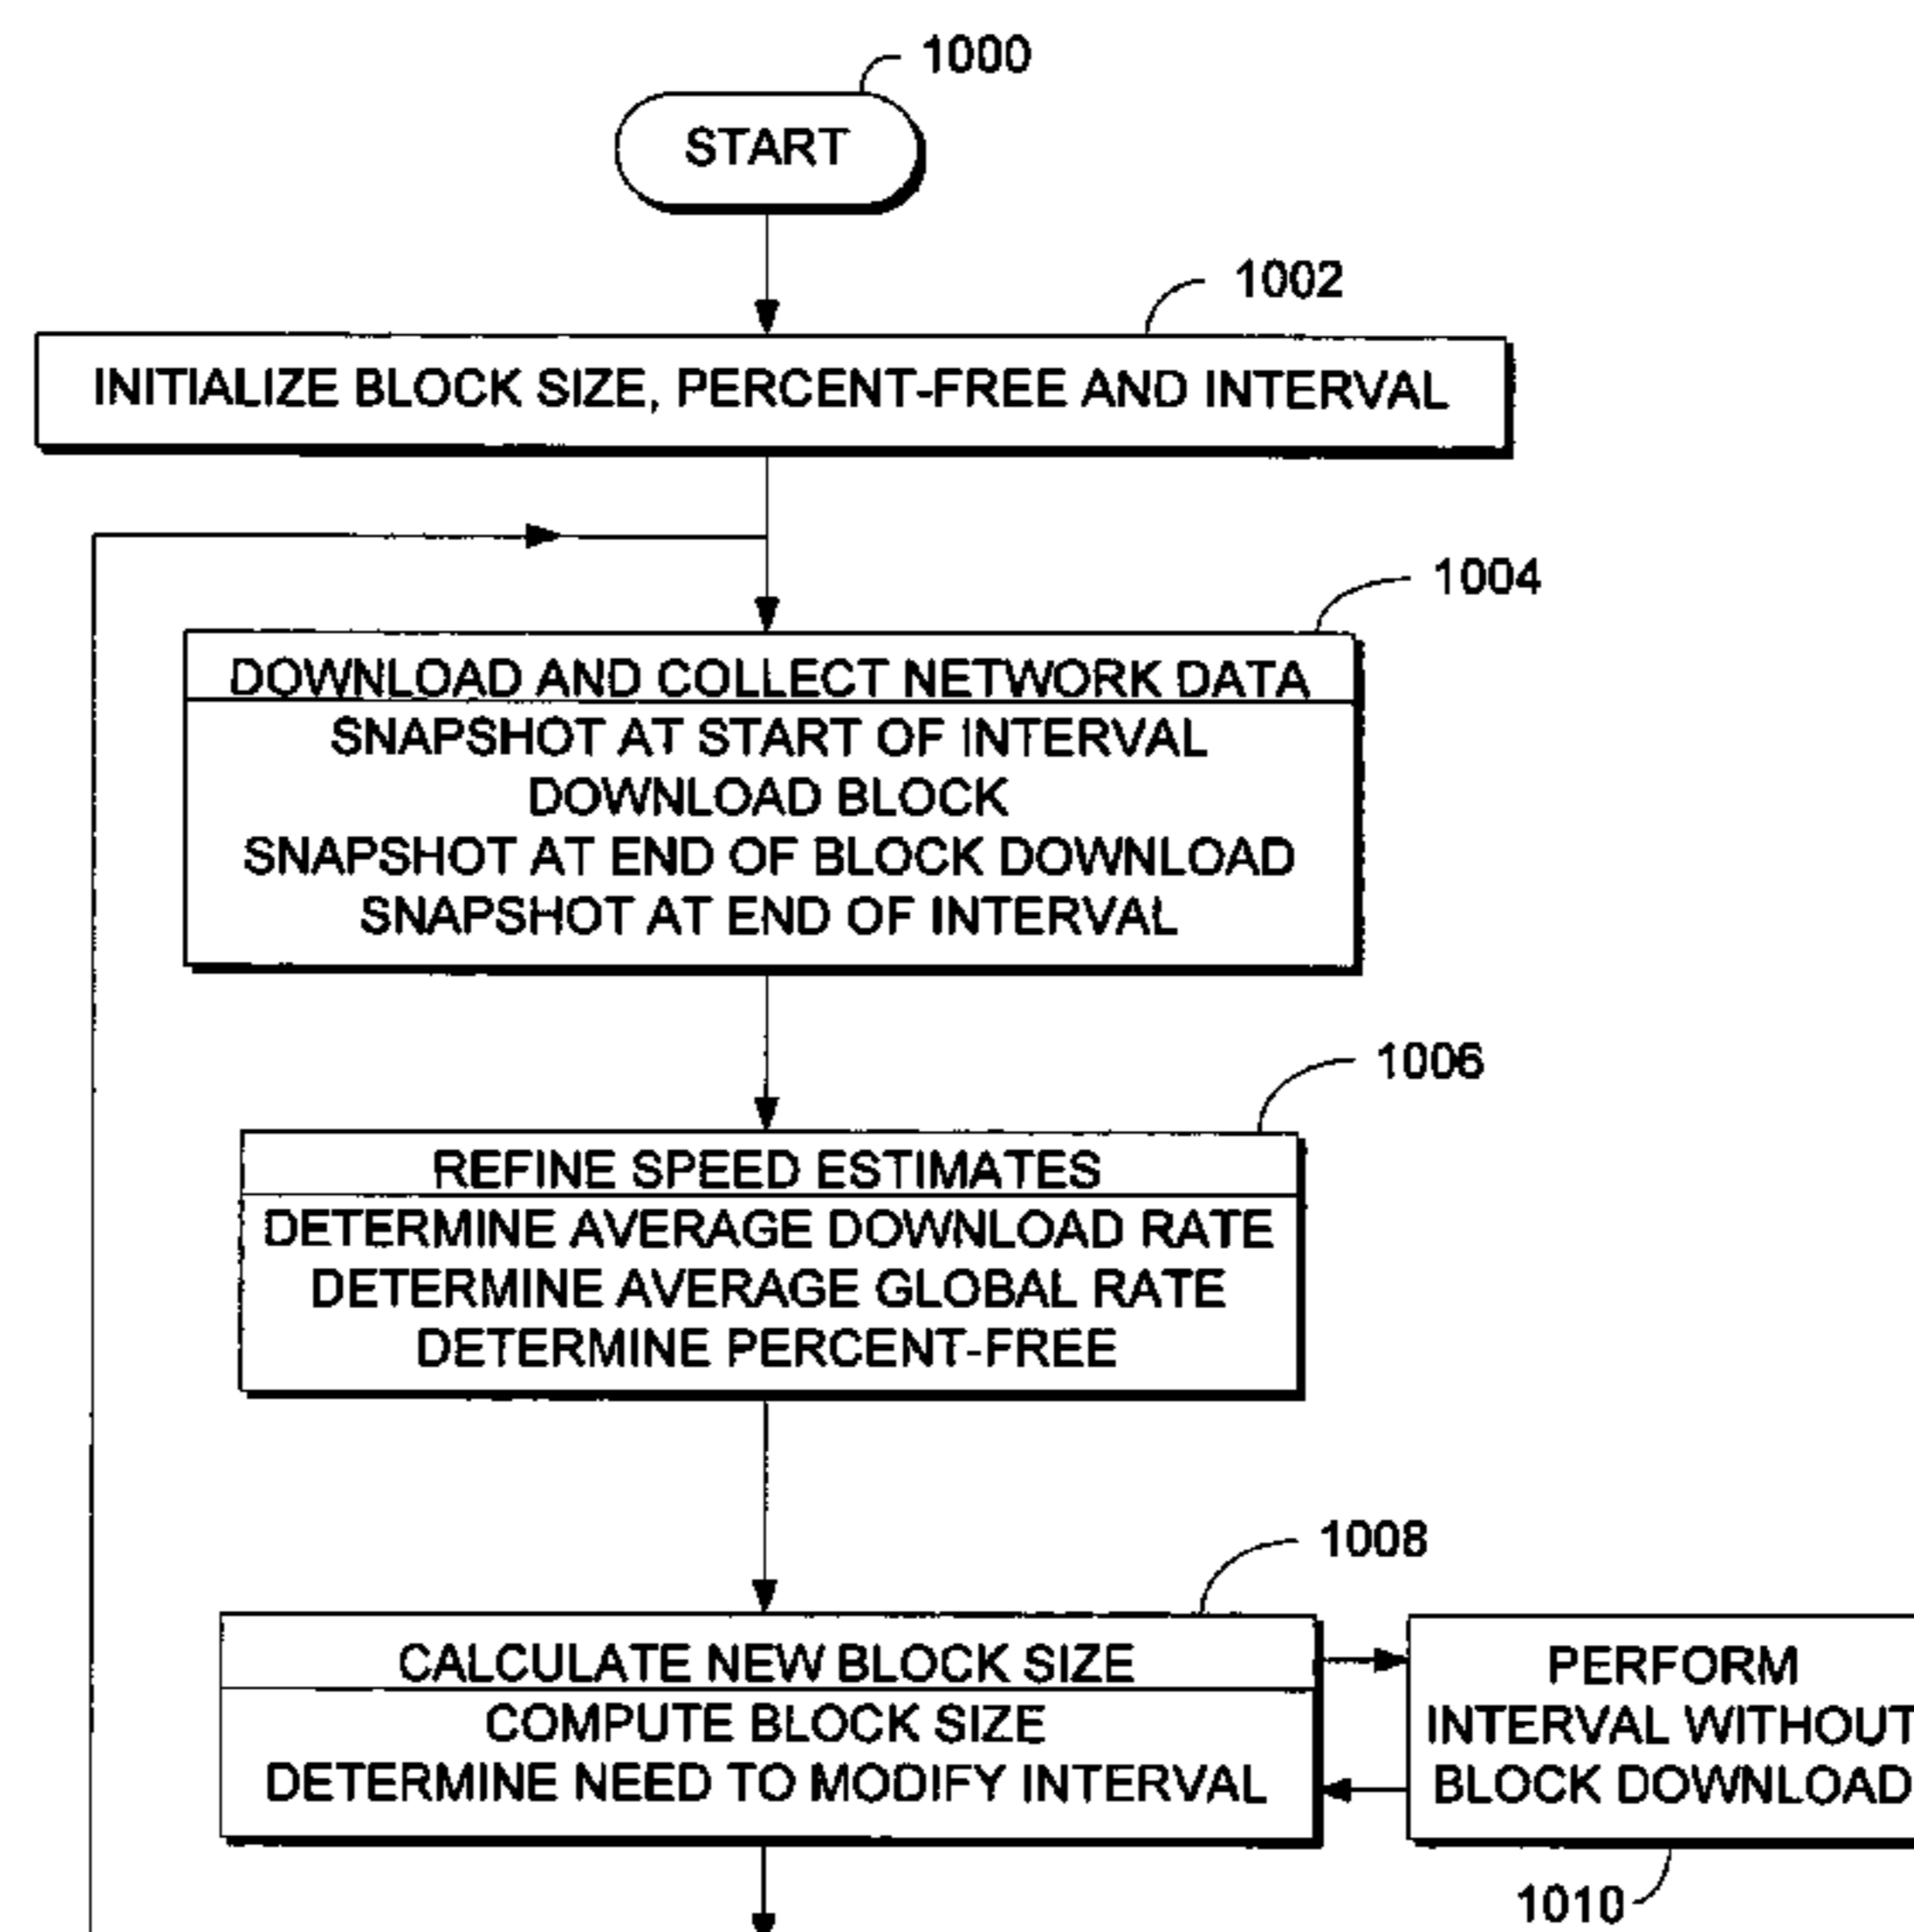 1000
START
1002
INITIALIZE BLOCK SIZE, PERCENT-FREE AND INTERVAL
1004
DOWNLOAD AND COLLECT NETWORK DATA
SNAPSHOT AT START OF INTERVAL
DOWNLOAD BLOCK
SNAPSHOT AT END OF BLOCK DOWNLOAD
SNAPSHOT AT END OF INTERVAL
1006
REFINE SPEED ESTIMATES
DETERMINE AVERAGE DOWNLOAD RATE
DETERMINE AVERAGE GLOBAL RATE
DETERMINE PERCENT-FREE
1008
CALCULATE NEW BLOCK SIZE
COMPUTE BLOCK SIZE
DETERMINE NEED TO MODIFY INTERVAL
PERFORM
INTERVAL WITHOUT
BLOCK DOWNLOAD
1010